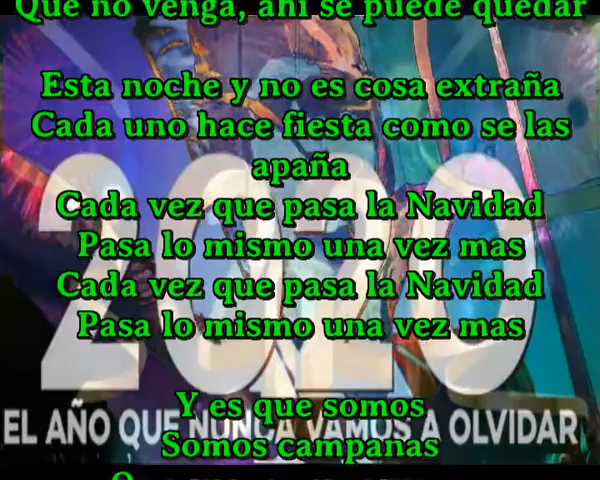 Que no venga, ahí se puede quedar
Esta noche y no es cosa extraña
Cada uno hace fiesta como se las
apaña
2020
Cada vez que pasa la Navidad
Pasa lo mismo una vez mas
Cada vez que pasa la Navidad
Pasa lo mismo una vez mas
Y es que somos
EL AÑO QUE NUNCA VAMOS A OLVIDAR
Somos campanas